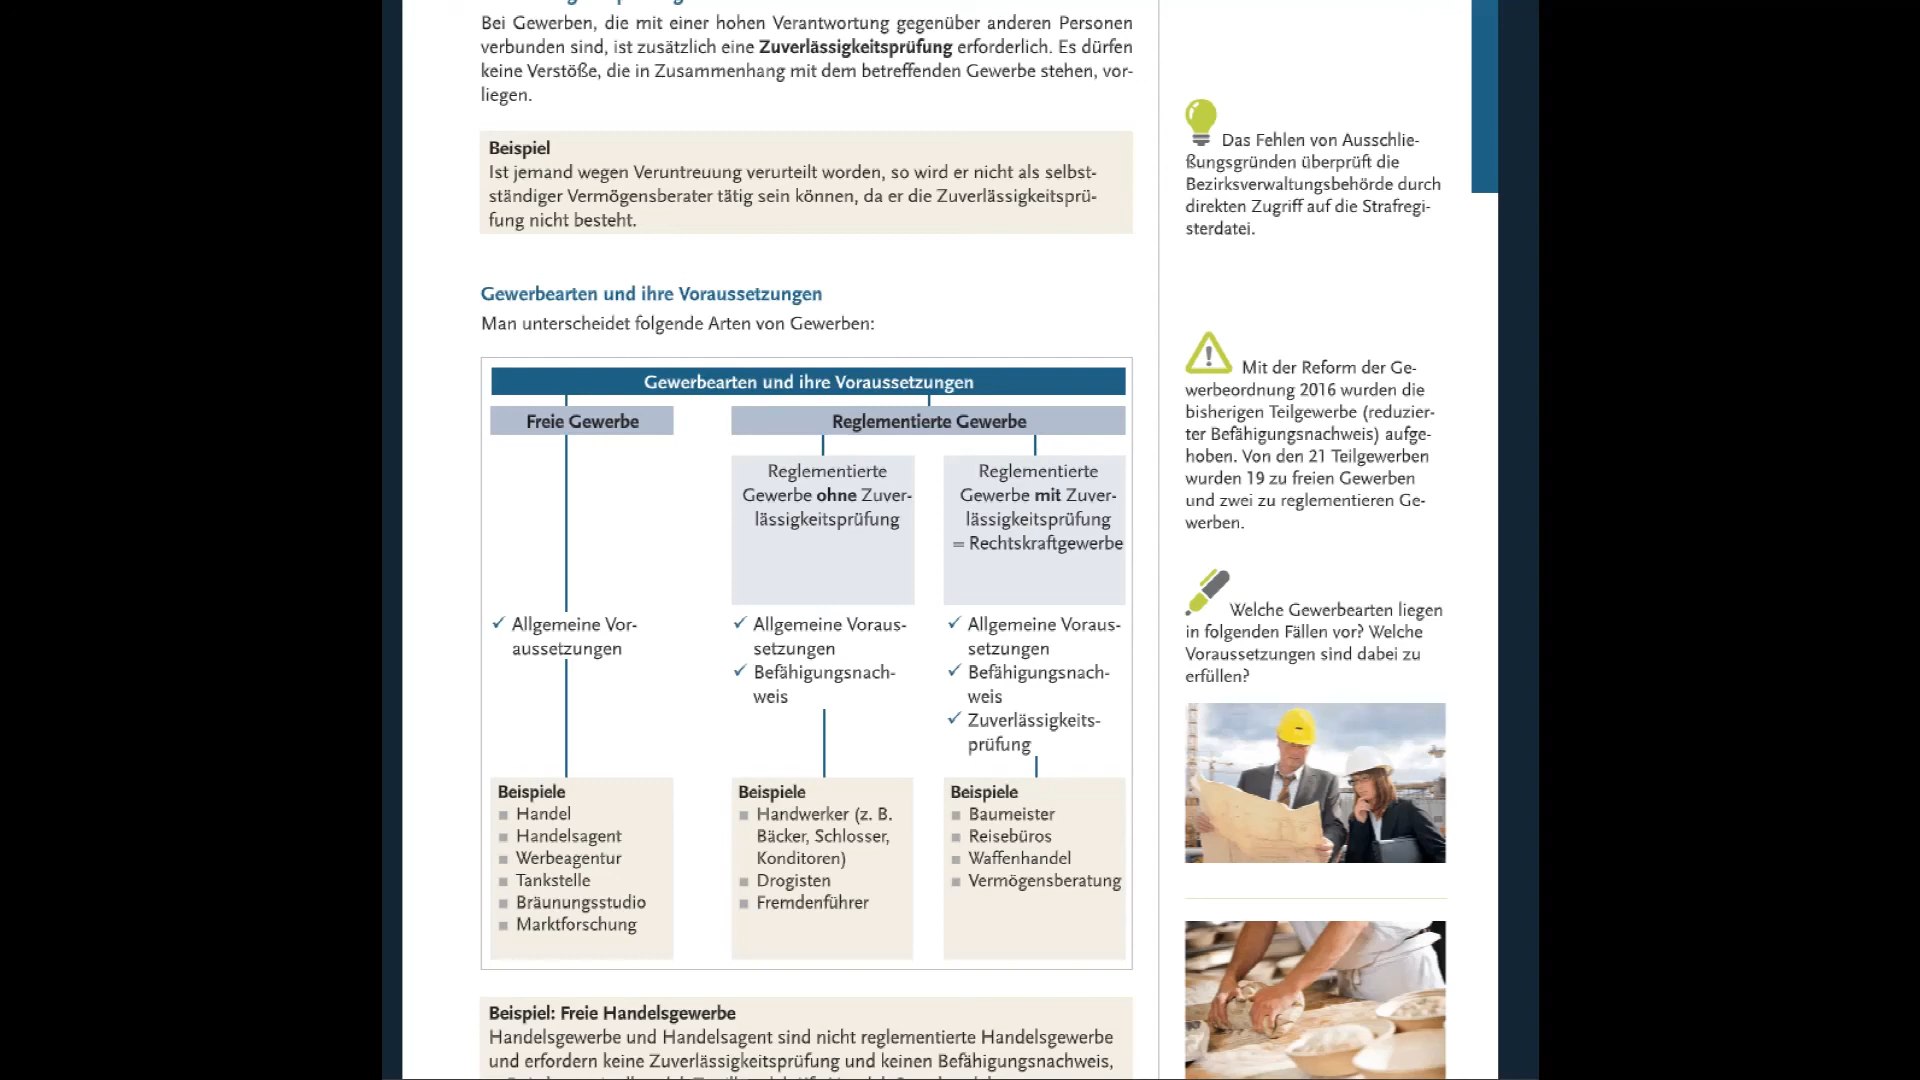 Bei Gewerben, die mit einer hohen Verantwortung gegenüber anderen Personen
verbunden sind, ist zusätzlich eine Zuverlässigkeitsprüfung erforderlich. Es dürfen
keine Verstöße, die in Zusammenhang mit dem betreffenden Gewerbe stehen, vor-
liegen.
Beispiel
Ist jemand wegen Veruntreuung verurteilt worden, so wird er nicht als selbst-
ständiger Vermögensberater tätig sein können, da er die Zuverlässigkeitsprü-
fung nicht besteht.
Gewerbearten und ihre Voraussetzungen
Man unterscheidet folgende Arten von Gewerben:
Gewerbearten und ihre Voraussetzungen
Freie Gewerbe
Allgemeine Vor-
aussetzungen
Beispiele
Handel
Handelsagent
Werbeagentur
Tankstelle
Bräunungsstudio
Marktforschung
Reglementierte Gewerbe
Reglementierte
Gewerbe ohne Zuver-
lässigkeitsprüfung
Allgemeine Voraus-
setzungen
Befähigungsnach-
weis
Beispiele
Handwerker (z. B.
Bäcker, Schlosser,
Konditoren)
Drogisten
Fremdenführer
Reglementierte
Gewerbe mit Zuver-
lässigkeitsprüfung
= Rechtskraftgewerbe
Allgemeine Voraus-
setzungen
Befähigungsnach-
weis
Zuverlässigkeits-
prüfung
Beispiele
Baumeister
Reisebüros
Waffenhandel
Vermögensberatung
Beispiel: Freie Handelsgewerbe
Handelsgewerbe und Handelsagent sind nicht reglementierte Handelsgewerbe
und erfordern keine Zuverlässigkeitsprüfung und keinen Befähigungsnachweis,
Das Fehlen von Ausschlie-
ßungsgründen überprüft die
Bezirksverwaltungsbehörde durch
direkten Zugriff auf die Strafregi-
sterdatei.
Mit der Reform der Ge-
werbeordnung 2016 wurden die
bisherigen Teilgewerbe (reduzier-
ter Befähigungsnachweis) aufge-
hoben. Von den 21 Teilgewerben
wurden 19 zu freien Gewerben
und zwei zu reglementieren Ge-
werben.
Welche Gewerbearten liegen
in folgenden Fällen vor? Welche
Voraussetzungen sind dabei zu
erfüllen?